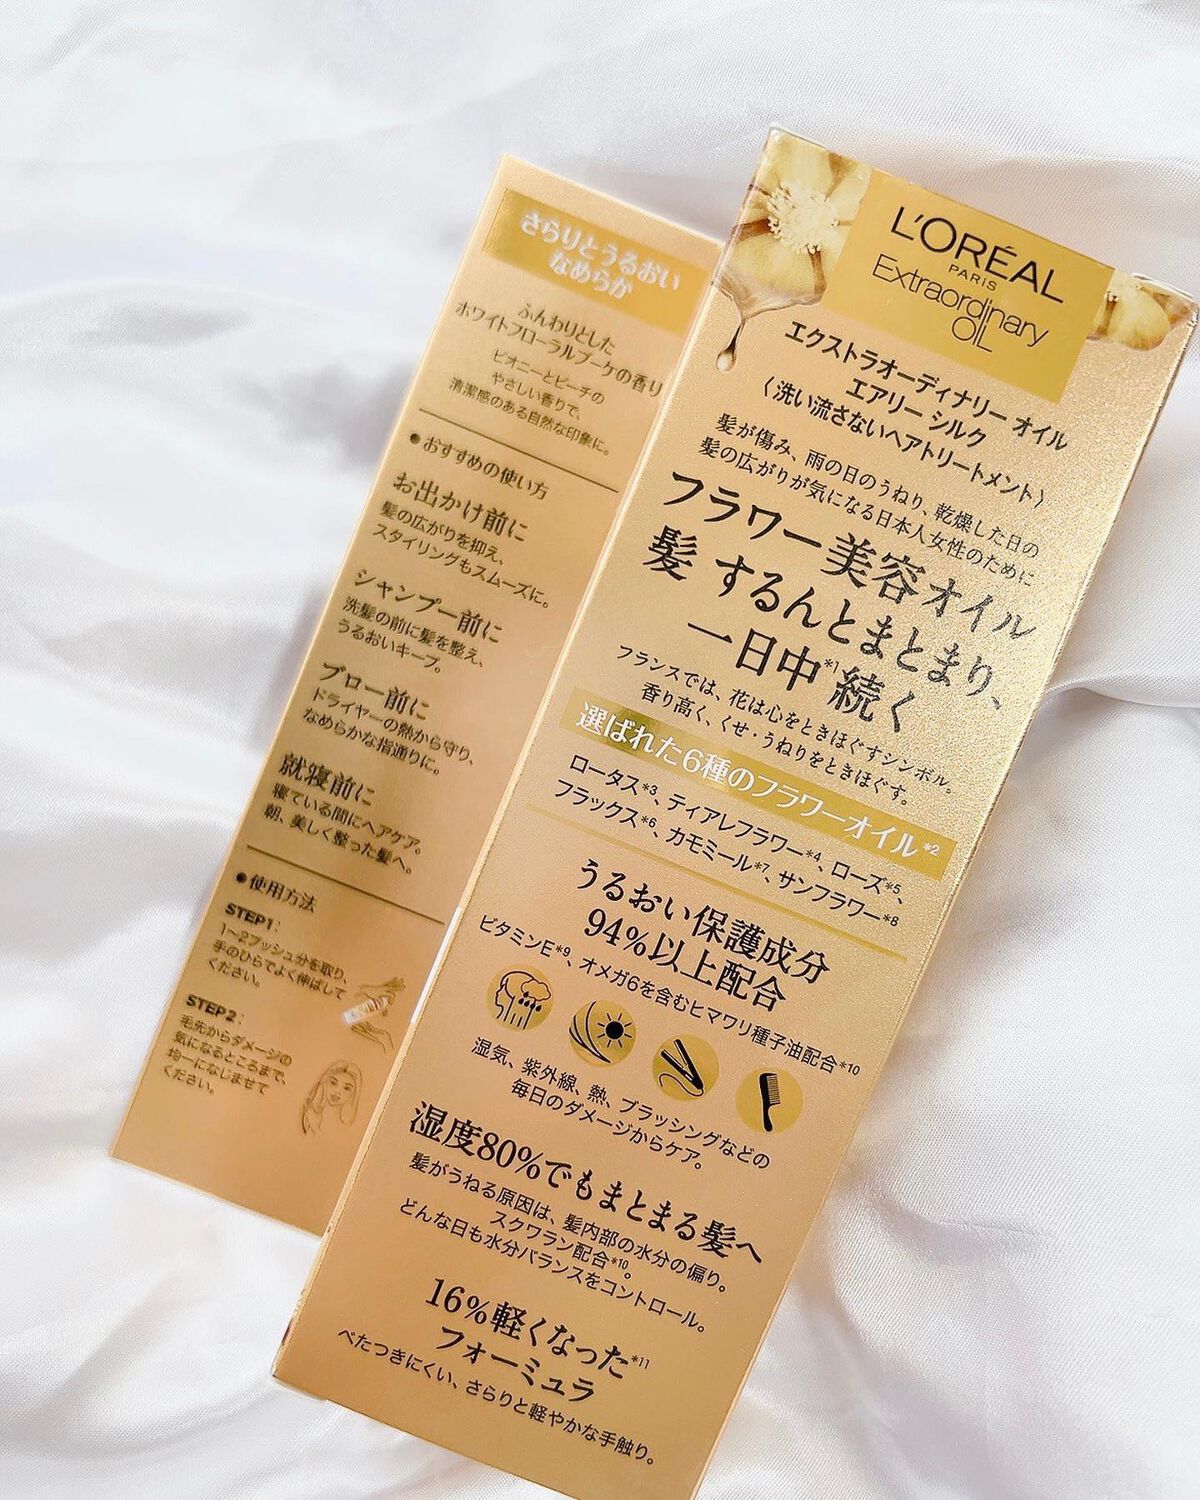 さらりとうるおい
なめらか
ふんわりとした
ホワイトフローラルブーケの香り
ピオニーとピーチの
やさしい香りで、
清潔感のある自然な印象に。
●おすすめの使い方
お出かけ前に
髪の広がりを抑え、
スタイリングもスムーズに。
シャンプー前に
洗髪の前に髪を整え、
うるおいキープ。
ブロー前に
ドライヤーの熱から守り、
なめらかな指通りに。
就寝前に
寝ている間にヘアケア。
朝、美しく整った髪へ。
●使用方法
STEP1:
1~2プッシュ分を取り、
手のひらでよく伸ばして
ください。
STEP2:
毛先からダメージの
気になるところまで、
均一になじませて
ください。
L'ORÉAL
PARIS
Extraordinary
OIL
エクストラオーディナリー オイル
エアリー シルク
〈洗い流さないヘアトリートメント〉
髪が傷み、雨の日のうねり、乾燥した日の
髪の広がりが気になる日本人女性のために
フラワー美容オイル
髪 するんとまとまり、
一日中*1続く
フランスでは、花は心をときほぐすシンボル。
香り高く、くせ・うねりをときほぐす。
選ばれた6種のフラワーオイル*2
ロータス*3、ティアレフラワー*4、ローズ*5、
フラックス*6、カモミール*7、サンフラワー*8
うるおい保護成分
94%以上配合
ビタミンE*9、オメガ6を含むヒマワリ種子油配合*10
湿気、紫外線、熱、ブラッシングなどの
毎日のダメージからケア。
湿度80%でもまとまる髪へ
髪がうねる原因は、髪内部の水分の偏り。
スクワラン配合*10。
どんな日も水分バランスをコントロール。
16%軽くなった*11
フォーミュラ
べたつきにくい、さらりと軽やかな手触り。